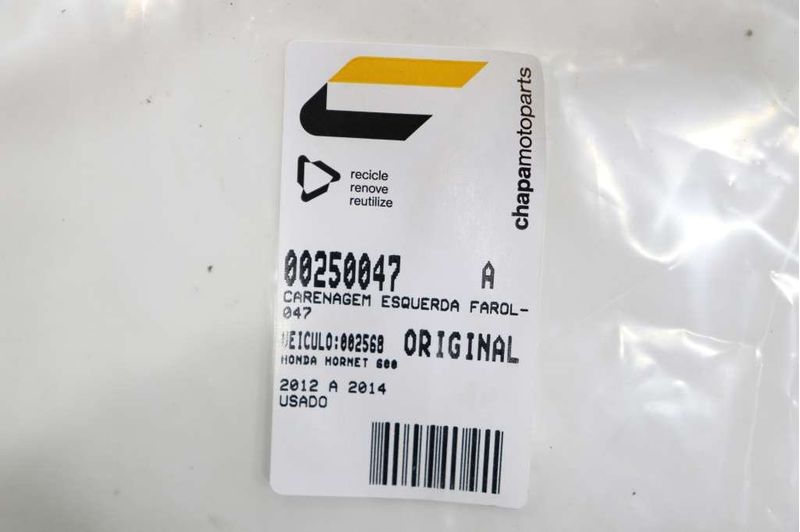 chapamotoparts
recicle
renove
reutilize
00250047 A
CARENAGEM ESQUERDA FAROL-
047
VEICULO:002568 ORIGINAL
HONDA HORNET 600
2012 A 2014
USADO